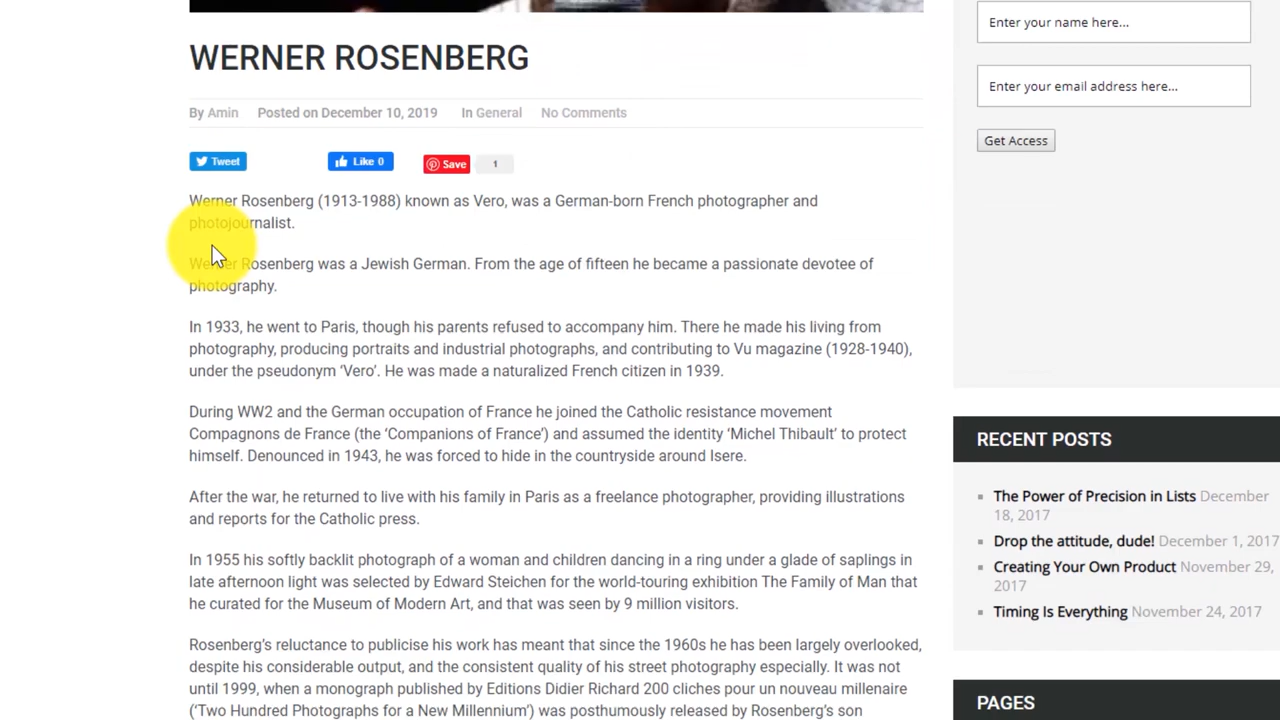 WERNER ROSENBERG
By Amin Posted on December 10, 2019 In General No Comments
Tweet Like 0 Save 1
Werner Rosenberg (1913-1988) known as Vero, was a German-born French photographer and
photojournalist.
Werner Rosenberg was a Jewish German. From the age of fifteen he became a passionate devotee of
photography.
In 1933, he went to Paris, though his parents refused to accompany him. There he made his living from
photography, producing portraits and industrial photographs, and contributing to Vu magazine (1928-1940),
under the pseudonym ‘Vero’. He was made a naturalized French citizen in 1939.
During WW2 and the German occupation of France he joined the Catholic resistance movement
Compagnons de France (the ‘Companions of France’) and assumed the identity ‘Michel Thibault’ to protect
himself. Denounced in 1943, he was forced to hide in the countryside around Isere.
After the war, he returned to live with his family in Paris as a freelance photographer, providing illustrations
and reports for the Catholic press.
In 1955 his softly backlit photograph of a woman and children dancing in a ring under a glade of saplings in
late afternoon light was selected by Edward Steichen for the world-touring exhibition The Family of Man that
he curated for the Museum of Modern Art, and that was seen by 9 million visitors.
Rosenberg’s reluctance to publicise his work has meant that since the 1960s he has been largely overlooked,
despite his considerable output, and the consistent quality of his street photography especially. It was not
until 1999, when a monograph published by Editions Didier Richard 200 cliches pour un nouveau millenaire
(‘Two Hundred Photographs for a New Millennium’) was posthumously released by Rosenberg’s son
Enter your name here...
Enter your email address here...
Get Access
RECENT POSTS
The Power of Precision in Lists December
18, 2017
Drop the attitude, dude! December 1, 2017
Creating Your Own Product November 29,
2017
Timing Is Everything November 24, 2017
PAGES